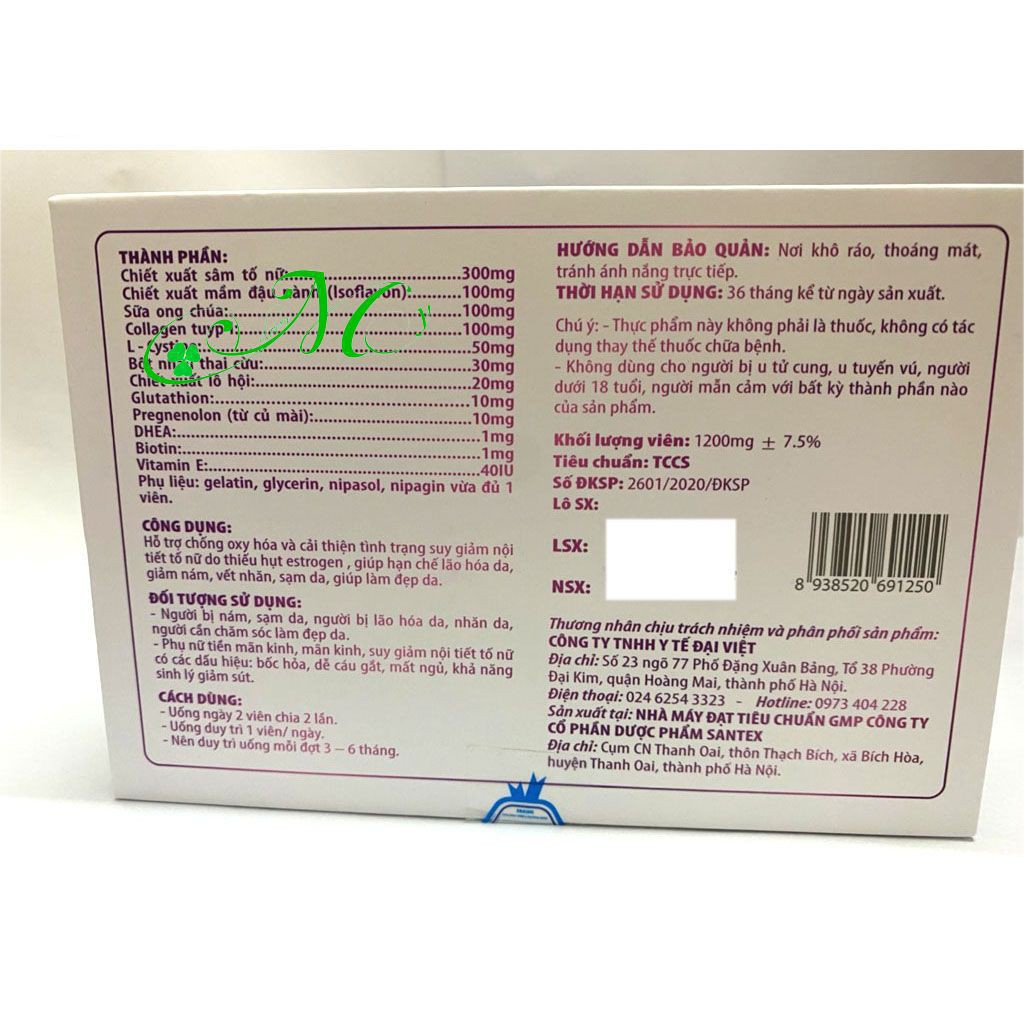 THÀNH PHẦN:
Chiết xuất sâm tố nữ:........................300mg
Chiết xuất mầm đậu nành (Isoflavon):..........100mg
Sữa ong chúa:........................100mg
Collagen tuyp I........................100mg
L - Cystine:........................50mg
Bột nhau thai cừu:........................30mg
Chiết xuất lô hội:........................20mg
Glutathion:........................10mg
Pregnenolon (từ củ mài):........................10mg
DHEA:........................1mg
Biotin:........................1mg
Vitamin E:........................40IU
Phụ liệu: gelatin, glycerin, nipasol, nipagin vừa đủ 1
viên.
CÔNG DỤNG:
Hỗ trợ chống oxy hóa và cải thiện tình trạng suy giảm nội
tiết tố nữ do thiếu hụt estrogen , giúp hạn chế lão hóa da,
giảm nám, vết nhăn, sạm da, giúp làm đẹp da.
ĐỐI TƯỢNG SỬ DỤNG:
- Người bị nám, sạm da, người bị lão hóa da, nhăn da,
người cần chăm sóc làm đẹp da.
- Phụ nữ tiền mãn kinh, mãn kinh, suy giảm nội tiết tố nữ
có các dấu hiệu: bốc hỏa, dễ cáu gắt, mất ngủ, khả năng
sinh lý giảm sút.
CÁCH DÙNG:
- Uống ngày 2 viên chia 2 lần.
- Uống duy trì 1 viên/ ngày.
- Nên duy trì uống mỗi đợt 3 – 6 tháng.
HƯỚNG DẪN BẢO QUẢN: Nơi khô ráo, thoáng mát,
tránh ánh nắng trực tiếp.
THỜI HẠN SỬ DỤNG: 36 tháng kể từ ngày sản xuất.
Chú ý: - Thực phẩm này không phải là thuốc, không có tác
dụng thay thế thuốc chữa bệnh.
- Không dùng cho người bị u tử cung, u tuyến vú, người
dưới 18 tuổi, người mẫn cảm với bất kỳ thành phần nào
của sản phẩm.
Khối lượng viên: 1200mg ± 7.5%
Tiêu chuẩn: TCCS
Số ĐKSP: 2601/2020/ĐKSP
Lô SX:
LSX:
NSX:
8 938520 691250
Thương nhân chịu trách nhiệm và phân phối sản phẩm:
CÔNG TY TNHH Y TẾ ĐẠI VIỆT
Địa chỉ: Số 23 ngõ 77 Phố Đặng Xuân Bảng, Tổ 38 Phường
Đại Kim, quận Hoàng Mai, thành phố Hà Nội.
Điện thoại: 024 6254 3323 - Hotline: 0973 404 228
Sản xuất tại: NHÀ MÁY ĐẠT TIÊU CHUẨN GMP CÔNG TY
CỔ PHẦN DƯỢC PHẨM SANTEX
Địa chỉ: Cụm CN Thanh Oai, thôn Thạch Bích, xã Bích Hòa,
huyện Thanh Oai, thành phố Hà Nội.